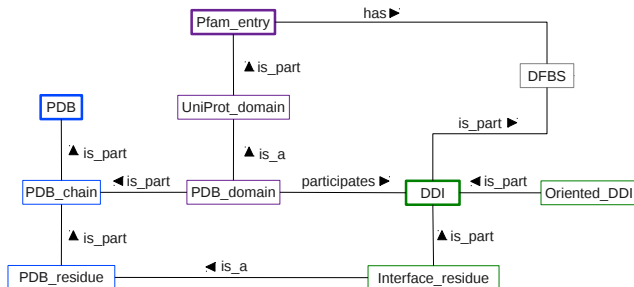 has ►
Pfam_entry
DFBS
▲ is_part
PDB
UniProt_domain
is_part ►
▲ is_part
▲ is_a
◄ is_part
participates ►
◄ is_part
PDB_chain
PDB_domain
DDI
Oriented_DDI
▲ is_part
▲ is_part
◄ is_a
PDB_residue
Interface_residue